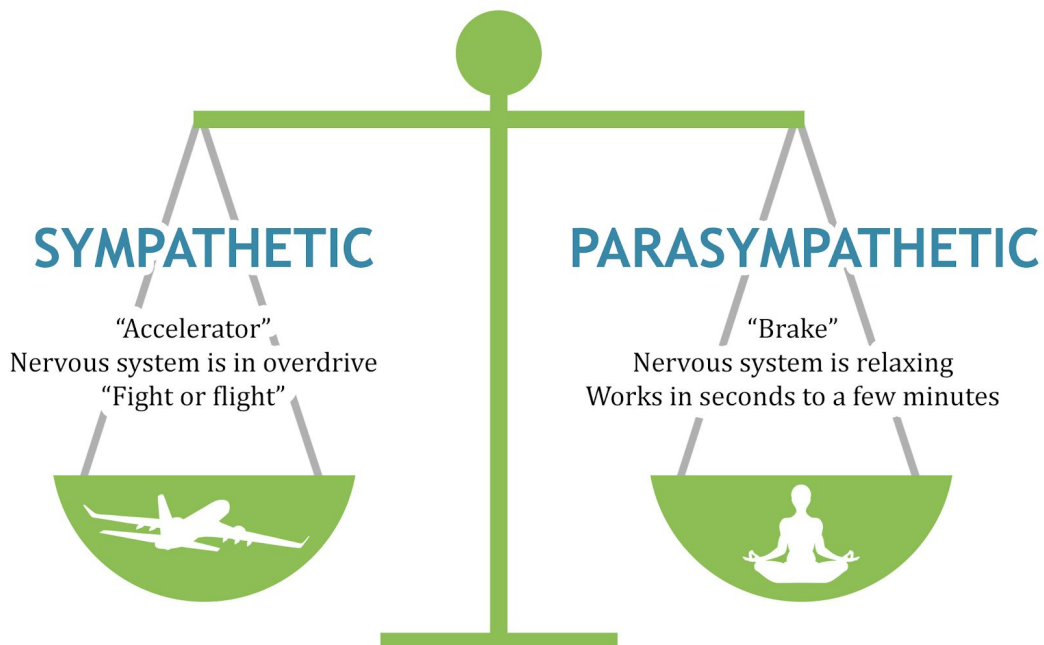 SYMPATHETIC
“Accelerator”
Nervous system is in overdrive
“Fight or flight”
PARASYMPATHETIC
“Brake”
Nervous system is relaxing
Works in seconds to a few minutes